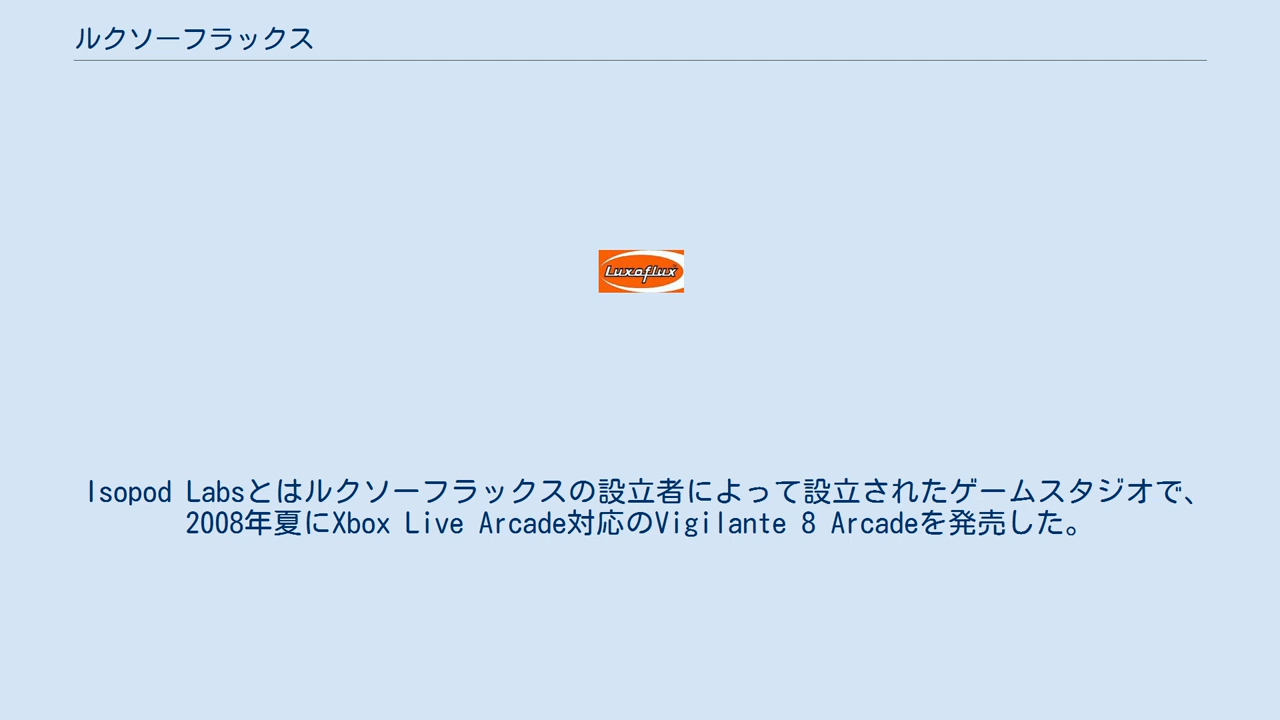 ルクソーフラックス
Luxoflux
Isopod Labsとはルクソーフラックスの設立者によって設立されたゲームスタジオで、
2008年夏にXbox Live Arcade対応のVigilante 8 Arcadeを発売した。